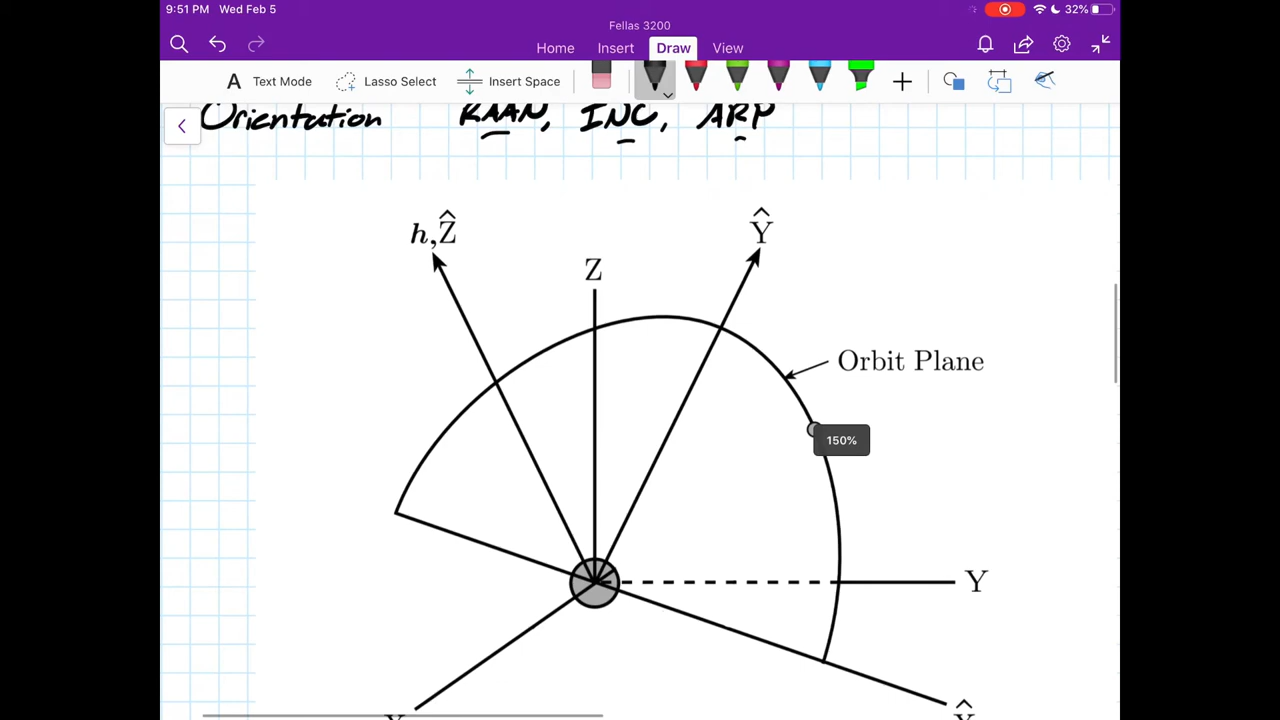 9:51 PM Wed Feb 5 32%
Fellas 3200
Home Insert Draw View
A Text Mode Lasso Select Insert Space
Orientation RAAN, INC, ARP
h,Ẑ
Ŷ
Z
Orbit Plane
150%
Y
X
X̂